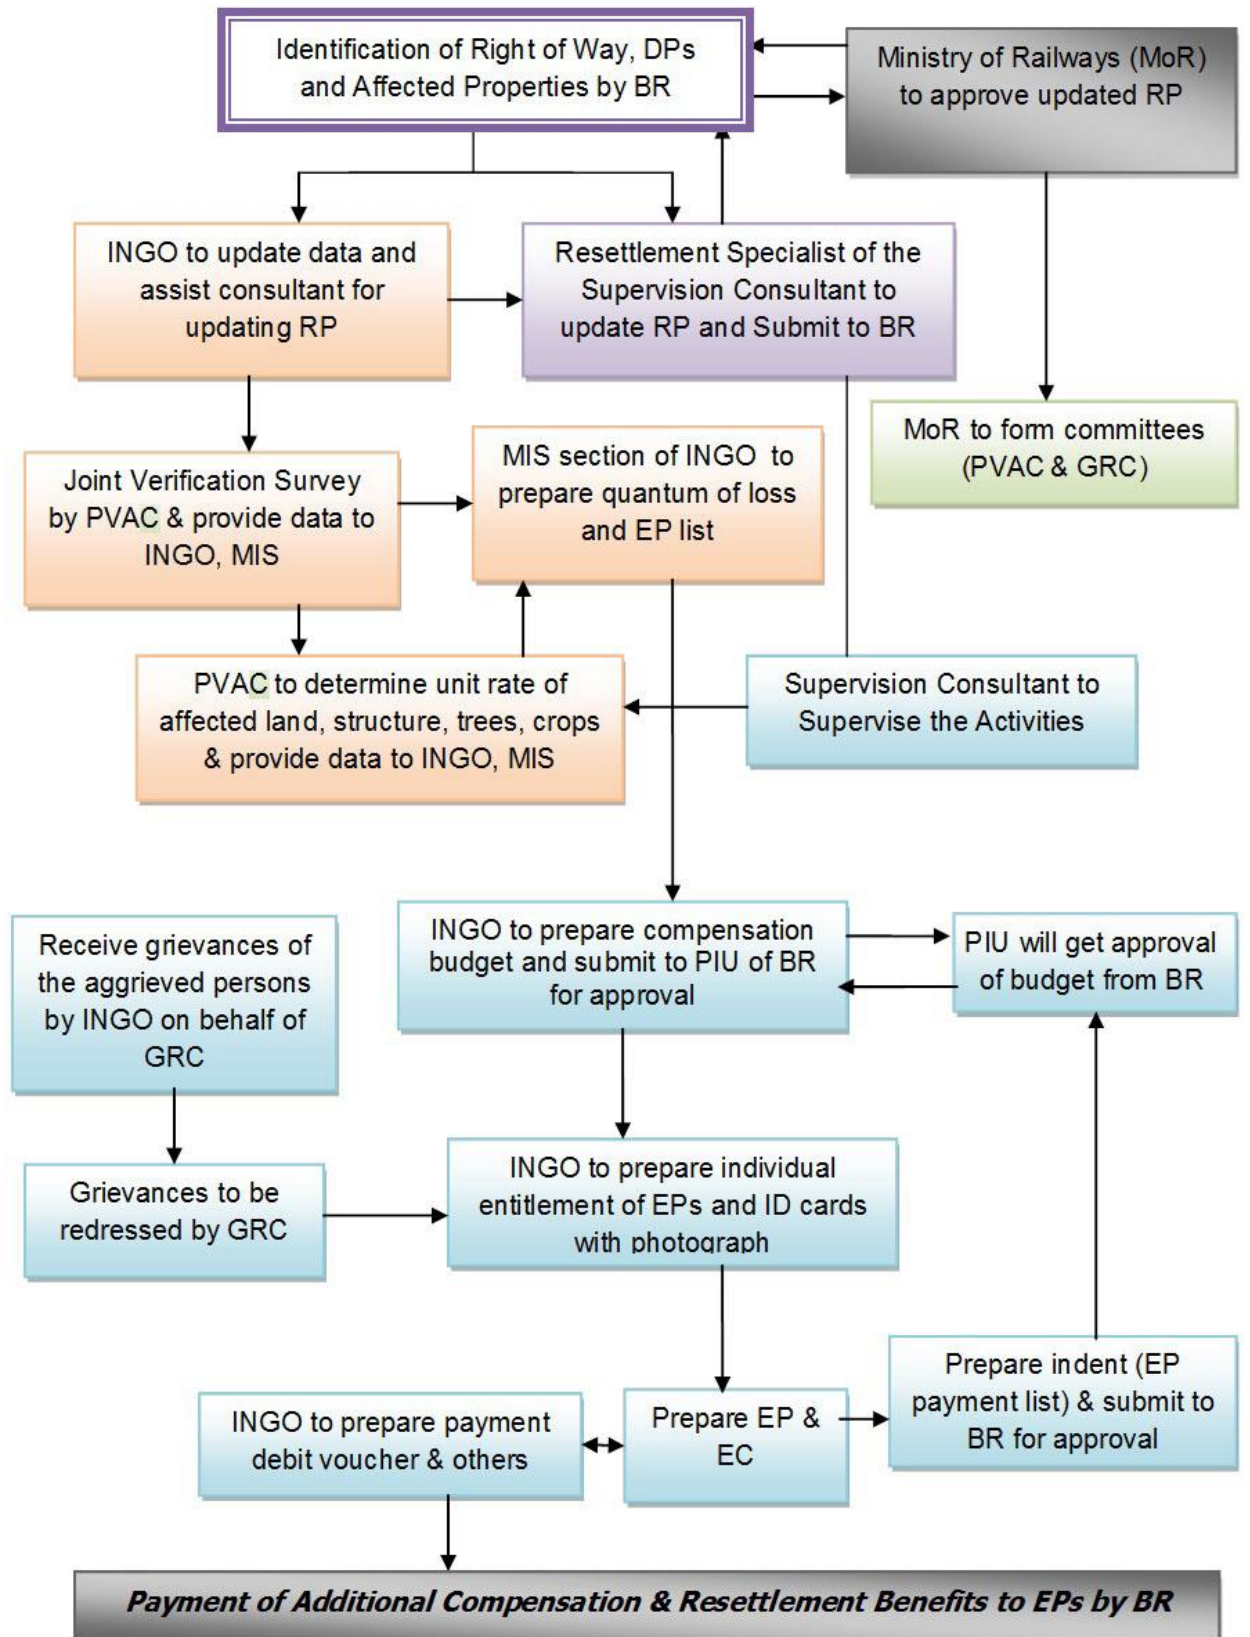 Identification of Right of Way, DPs
and Affected Properties by BR
Ministry of Railways (MoR)
to approve updated RP
INGO to update data and
assist consultant for
updating RP
Resettlement Specialist of the
Supervision Consultant to
update RP and Submit to BR
MoR to form committees
(PVAC & GRC)
Joint Verification Survey
by PVAC & provide data to
INGO, MIS
MIS section of INGO to
prepare quantum of loss
and EP list
PVAC to determine unit rate of
affected land, structure, trees, crops
& provide data to INGO, MIS
Supervision Consultant to
Supervise the Activities
Receive grievances of
the aggrieved persons
by INGO on behalf of
GRC
INGO to prepare compensation
budget and submit to PIU of BR
for approval
PIU will get approval
of budget from BR
Grievances to be
redressed by GRC
INGO to prepare individual
entitlement of EPs and ID cards
with photograph
INGO to prepare payment
debit voucher & others
Prepare EP &
EC
Prepare indent (EP
payment list) & submit to
BR for approval
Payment of Additional Compensation & Resettlement Benefits to EPs by BR